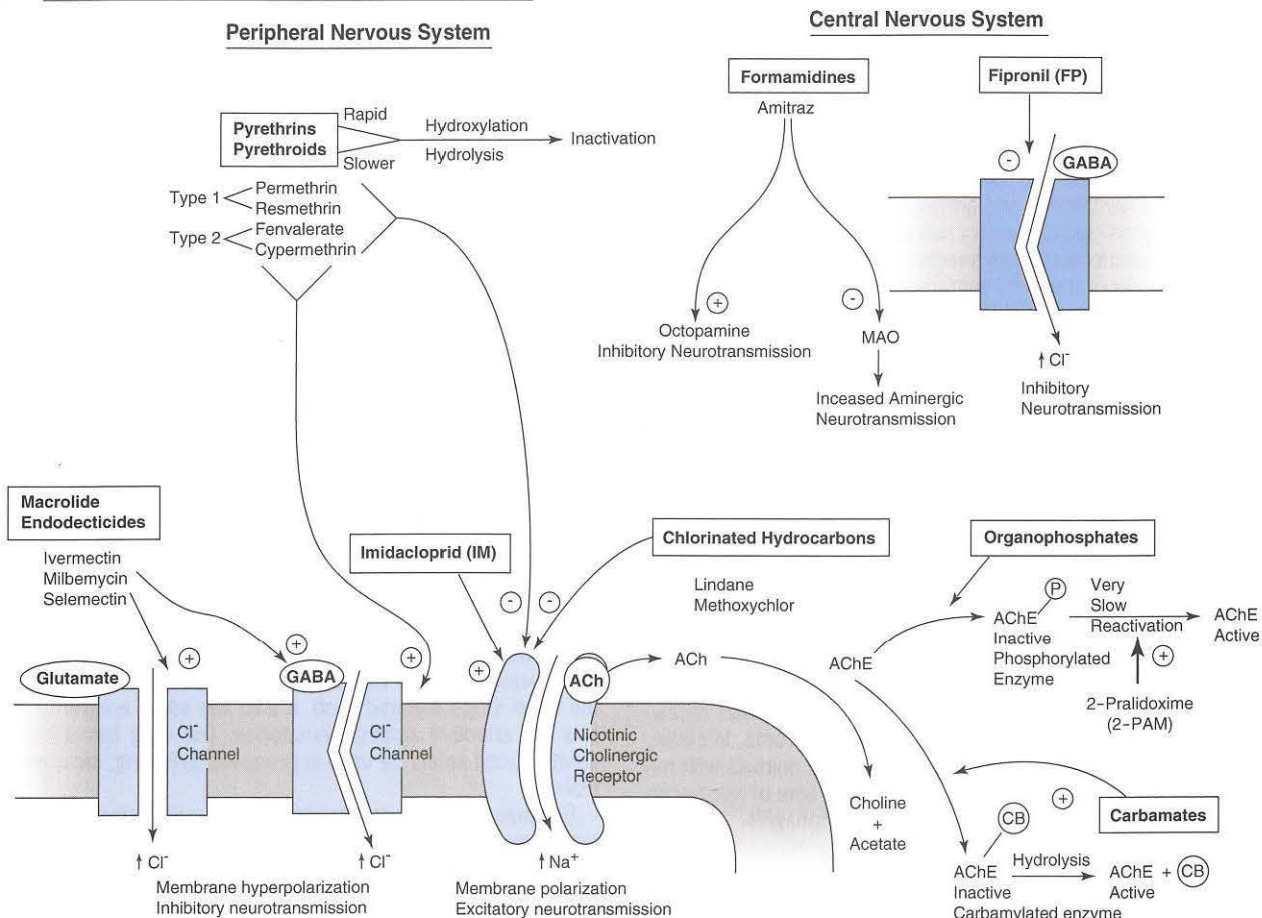 Peripheral Nervous System
Central Nervous System
Pyrethrins
Pyrethroids
Rapid
Slower
Hydroxylation
Hydrolysis
Inactivation
Type 1
Permethrin
Resmethrin
Type 2
Fenvalerate
Cypermethrin
Formamidines
Amitraz
+
Octopamine
Inhibitory Neurotransmission
-
MAO
Inceased Aminergic
Neurotransmission
Fipronil (FP)
-
GABA
↑ Cl⁻
Inhibitory
Neurotransmission
Macrolide
Endodecticides
Ivermectin
Milbemycin
Selemectin
+
Glutamate
Cl⁻
Channel
↑ Cl⁻
+
GABA
+
Cl⁻
Channel
↑ Cl⁻
Membrane hyperpolarization
Inhibitory neurotransmission
Imidacloprid (IM)
+
-
-
Chlorinated Hydrocarbons
Lindane
Methoxychlor
ACh
ACh
Nicotinic
Cholinergic
Receptor
↑ Na⁺
Membrane polarization
Excitatory neurotransmission
Choline
+
Acetate
AChE
Organophosphates
P
AChE
Inactive
Phosphorylated
Enzyme
Very
Slow
Reactivation
AChE
Active
+
2-Pralidoxime
(2-PAM)
Carbamates
+
CB
AChE
Inactive
Carbamylated enzyme
Hydrolysis
AChE + CB
Active